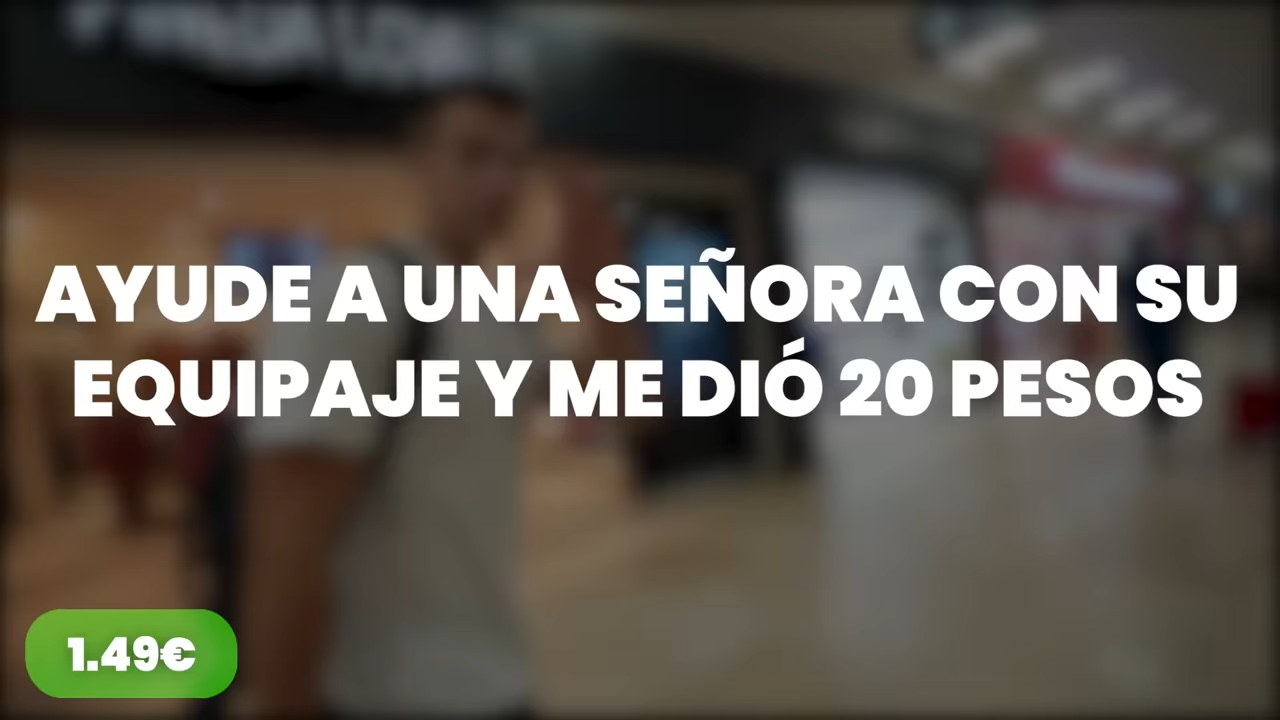 AYUDE A UNA SEÑORA CON SU
EQUIPAJE Y ME DIÓ 20 PESOS
1.49€